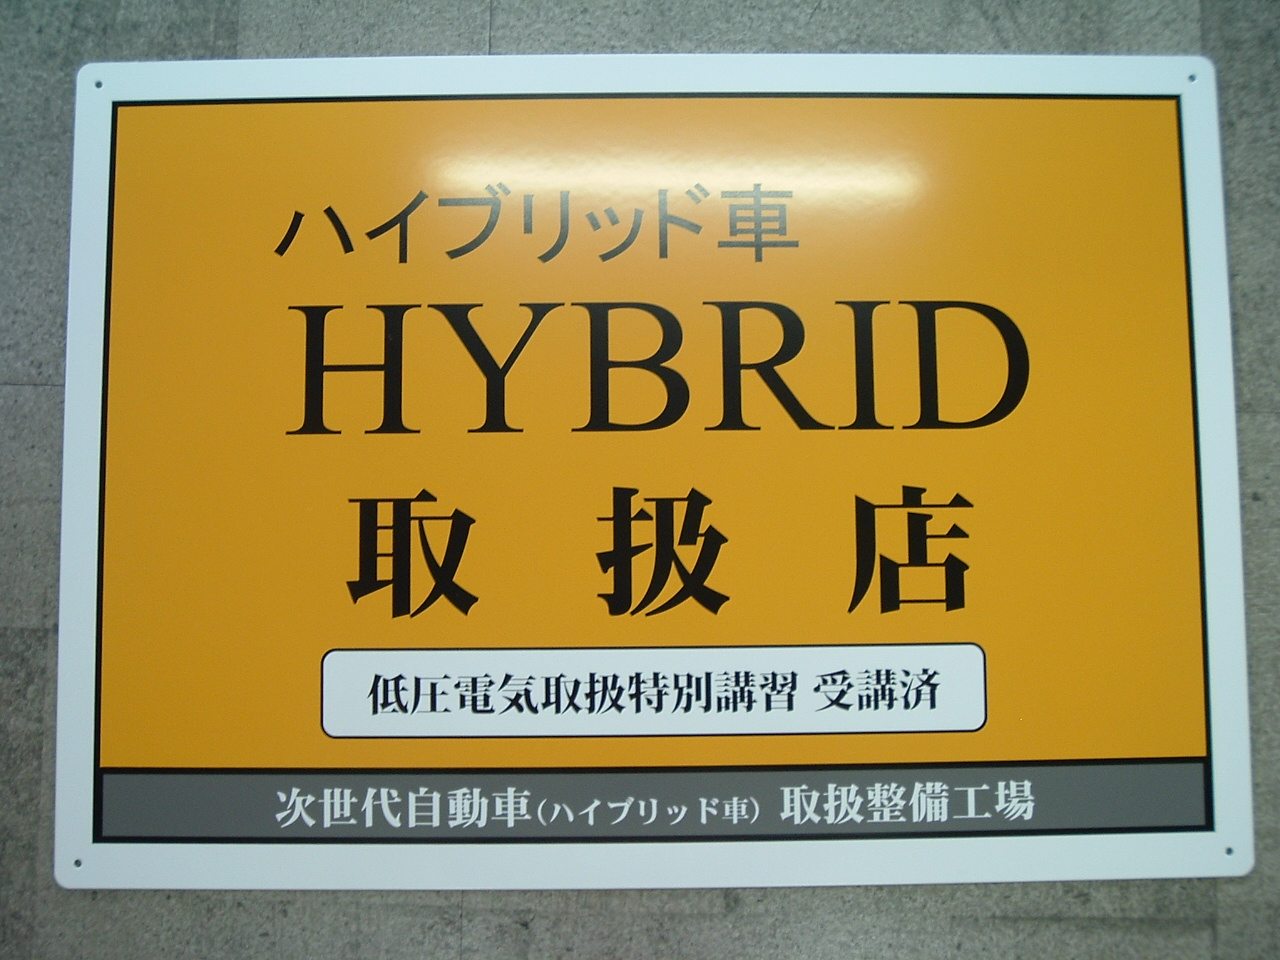 ハイブリッド車
HYBRID
取扱店
低圧電気取扱特別講習 受講済
次世代自動車(ハイブリッド車) 取扱整備工場